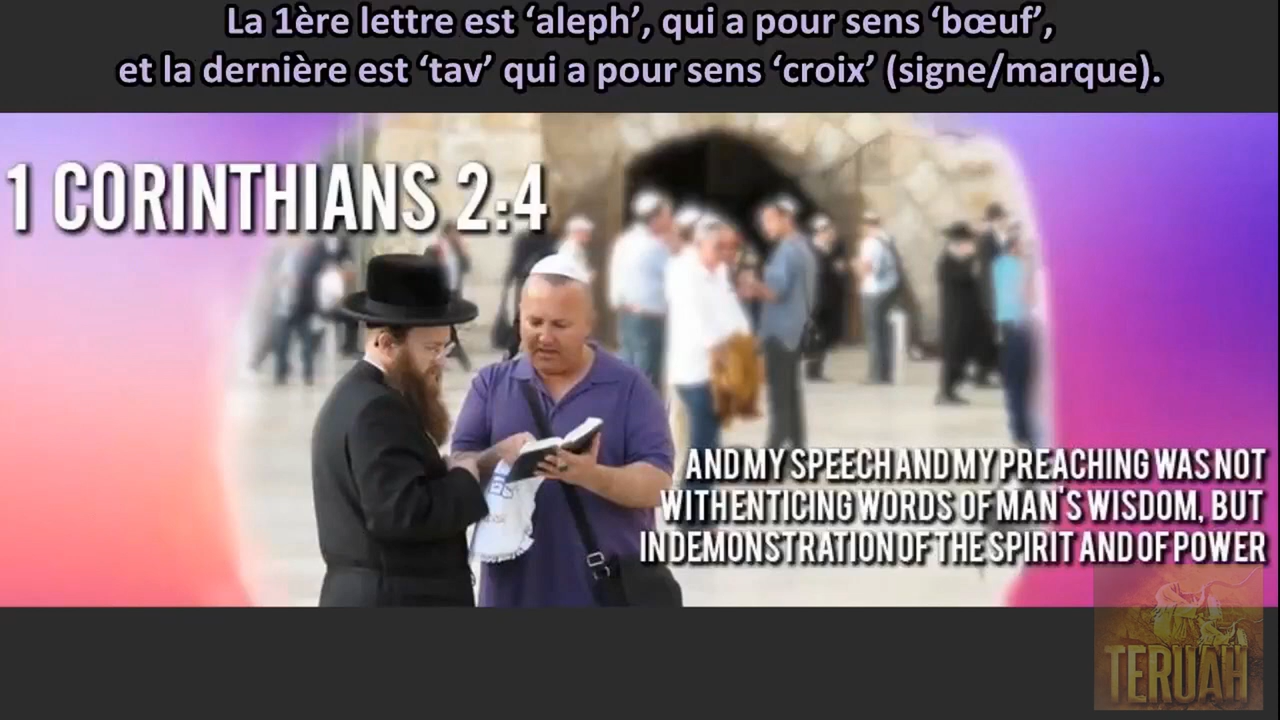 La 1ère lettre est ‘aleph’, qui a pour sens ‘bœuf’,
et la dernière est ‘tav’ qui a pour sens ‘croix’ (signe/marque).
1 CORINTHIANS 2:4
AND MY SPEECH AND MY PREACHING WAS NOT
WITH ENTICING WORDS OF MAN'S WISDOM, BUT
IN DEMONSTRATION OF THE SPIRIT AND OF POWER
TERUAH